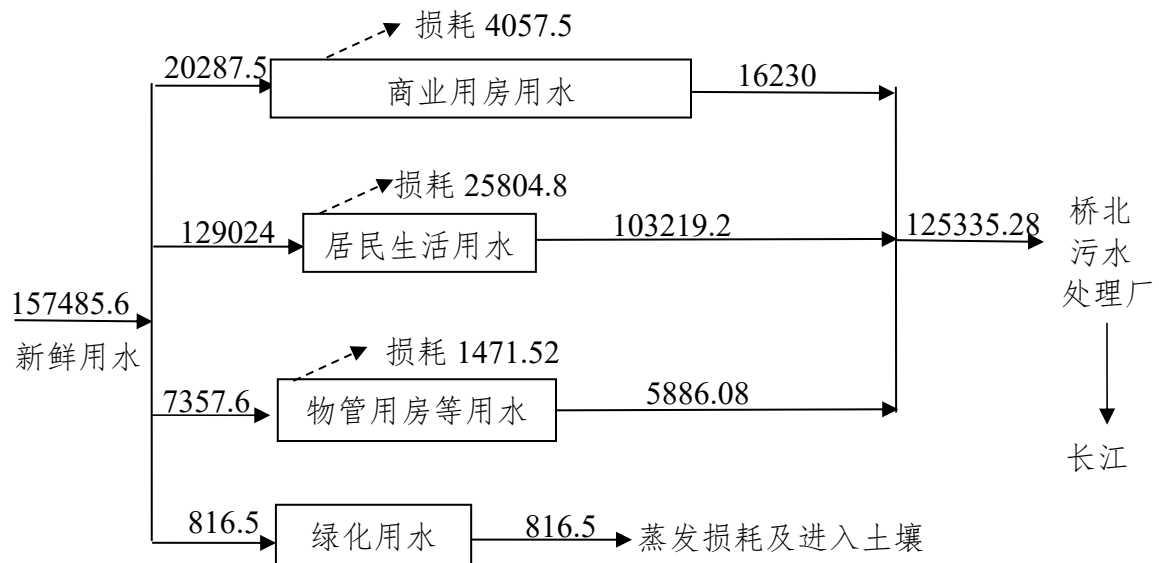 损耗 4057.5
20287.5
商业用房用水
16230
损耗 25804.8
129024
居民生活用水
103219.2
125335.28
桥北
污水
处理厂
157485.6
新鲜用水
损耗 1471.52
7357.6
物管用房等用水
5886.08
长江
816.5
绿化用水
816.5
蒸发损耗及进入土壤